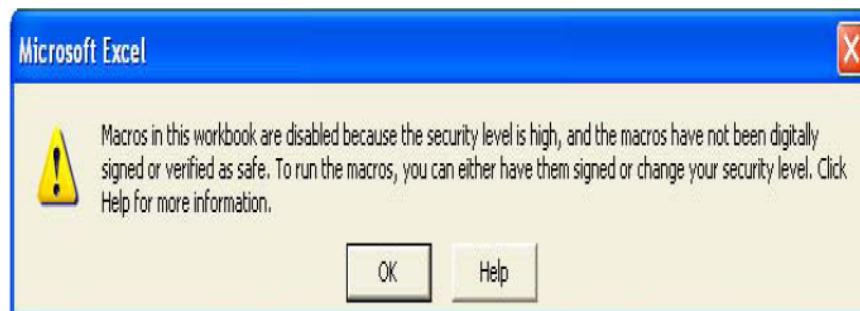 Microsoft Excel
Macros in this workbook are disabled because the security level is high, and the macros have not been digitally
signed or verified as safe. To run the macros, you can either have them signed or change your security level. Click
Help for more information.
OK Help